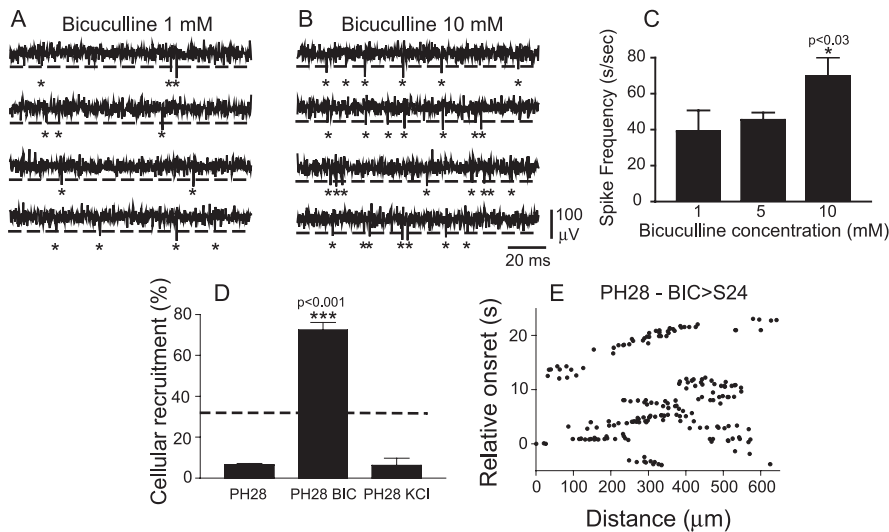 A Bicuculline 1 mM
* **
* * *
* *
* * * *
B Bicuculline 10 mM
* * * * * *
* * * * * **
**** * * ** *
* ** ** * *
100
µV
20 ms
C
p<0.03
*
Spike Frequency (s/sec)
80
60
40
20
0
1 5 10
Bicuculline concentration (mM)
D
p<0.001
***
Cellular recruitment (%)
80
60
40
20
0
PH28 PH28 BIC PH28 KCl
E PH28 - BIC>S24
Relative onsret (s)
20
10
0
0 100 200 300 400 500 600
Distance (µm)